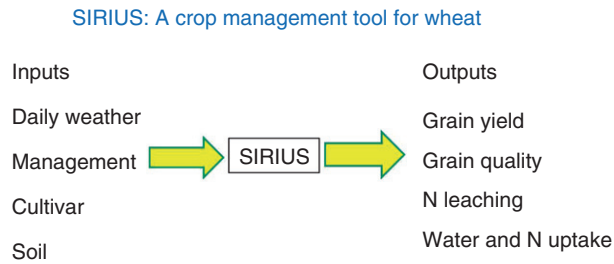 SIRIUS: A crop management tool for wheat
Inputs
Daily weather
Management
Cultivar
Soil
SIRIUS
Outputs
Grain yield
Grain quality
N leaching
Water and N uptake